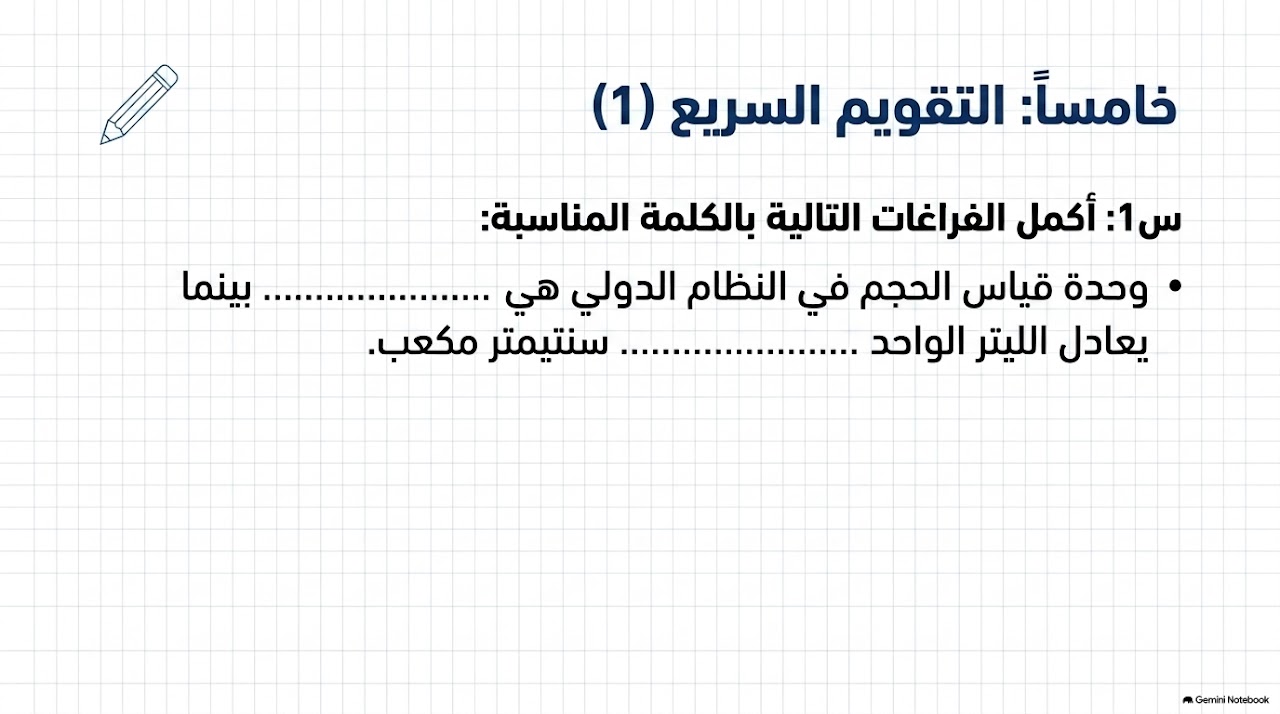 خامساً: التقويم السريع (1)
س1: أكمل الفراغات التالية بالكلمة المناسبة:
• وحدة قياس الحجم في النظام الدولي هي ...................... بينما
يعادل الليتر الواحد ....................... سنتيمتر مكعب.
Gemini Notebook